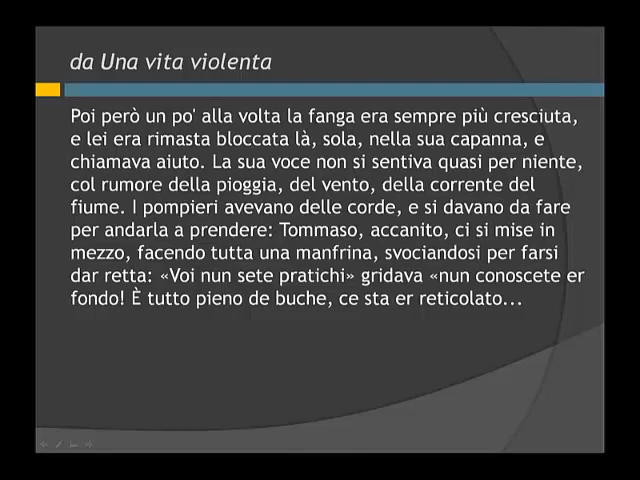 da Una vita violenta
Poi però un po' alla volta la fanga era sempre più cresciuta,
e lei era rimasta bloccata là, sola, nella sua capanna, e
chiamava aiuto. La sua voce non si sentiva quasi per niente,
col rumore della pioggia, del vento, della corrente del
fiume. I pompieri avevano delle corde, e si davano da fare
per andarla a prendere: Tommaso, accanito, ci si mise in
mezzo, facendo tutta una manfrina, svociandosi per farsi
dar retta: «Voi nun sete pratichi» gridava «nun conoscete er
fondo! È tutto pieno de buche, ce sta er reticolato...